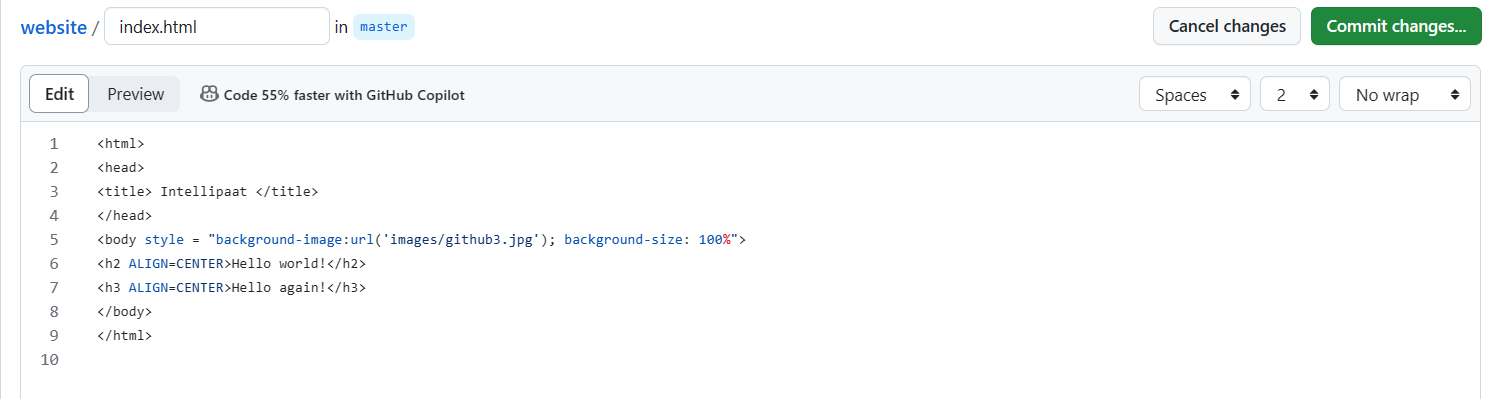 website / index.html in master Cancel changes Commit changes...
Edit Preview Code 55% faster with GitHub Copilot Spaces 2 No wrap
1 <html>
2 <head>
3 <title> Intellipaat </title>
4 </head>
5 <body style = "background-image:url('images/github3.jpg'); background-size: 100%">
6 <h2 ALIGN=CENTER>Hello world!</h2>
7 <h3 ALIGN=CENTER>Hello again!</h3>
8 </body>
9 </html>
10